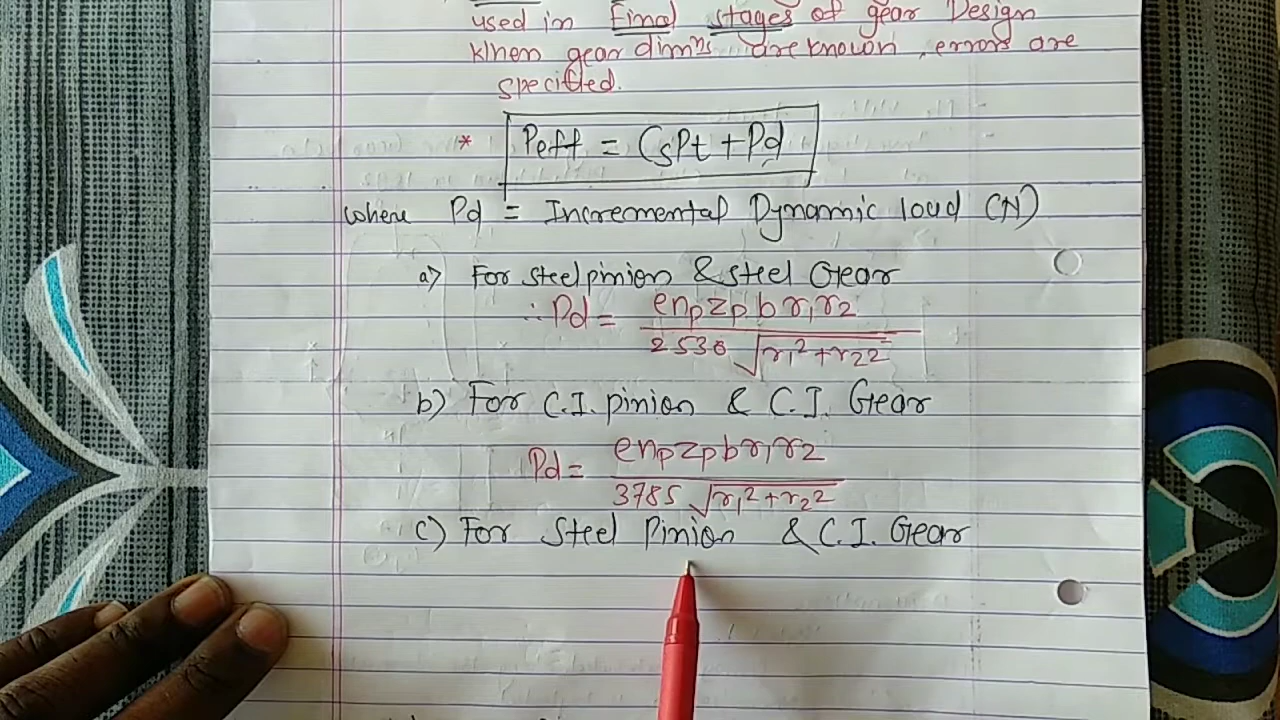 used in Final stages of gear Design
When gear dimns are known, errors are
specified.
* Peff = CsPt + Pd
where Pd = Incremental Dynamic load (N)
a) For steel pinion & steel Gear
∴ Pd = enpzpbr₁r₂
2530 √r₁²+r₂²
b) For C.I. pinion & C.I. Gear
Pd = enpzpbr₁r₂
3785 √r₁²+r₂²
c) For Steel Pinion & C.I. Gear